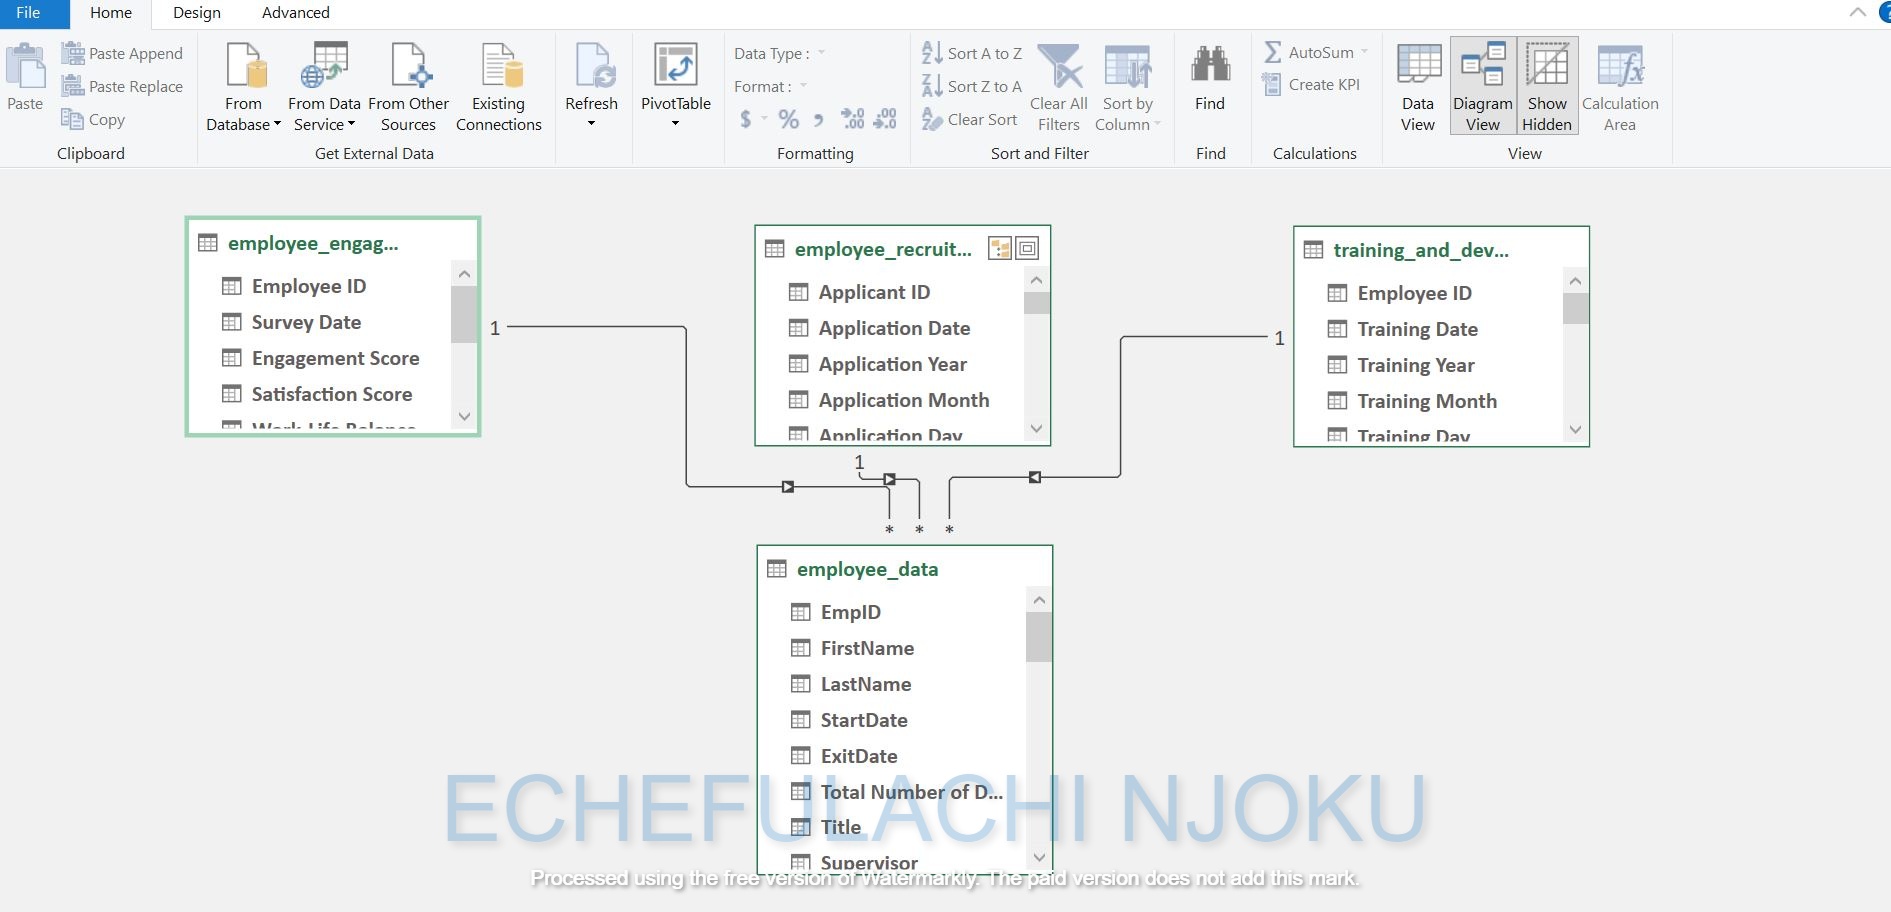 File Home Design Advanced
Paste
Paste Append
Paste Replace
Copy
Clipboard
From Database
From Data Service
From Other Sources
Existing Connections
Get External Data
Refresh
PivotTable
Data Type :
Format :
$ % ,
Formatting
Sort A to Z
Sort Z to A
Clear Sort
Clear All Filters
Sort by Column
Sort and Filter
Find
Find
AutoSum
Create KPI
Calculations
Data View
Diagram View
Show Hidden
Calculation Area
View
employee_engag...
Employee ID
Survey Date
Engagement Score
Satisfaction Score
Work-Life Balance
1
employee_recruit...
Applicant ID
Application Date
Application Year
Application Month
Application Day
1
training_and_dev...
Employee ID
Training Date
Training Year
Training Month
Training Day
1
* * *
employee_data
EmpID
FirstName
LastName
StartDate
ExitDate
Total Number of D...
Title
Supervisor
ECHEFULACHI NJOKU
Processed using the free version of Watermarkly. The paid version does not add this mark.